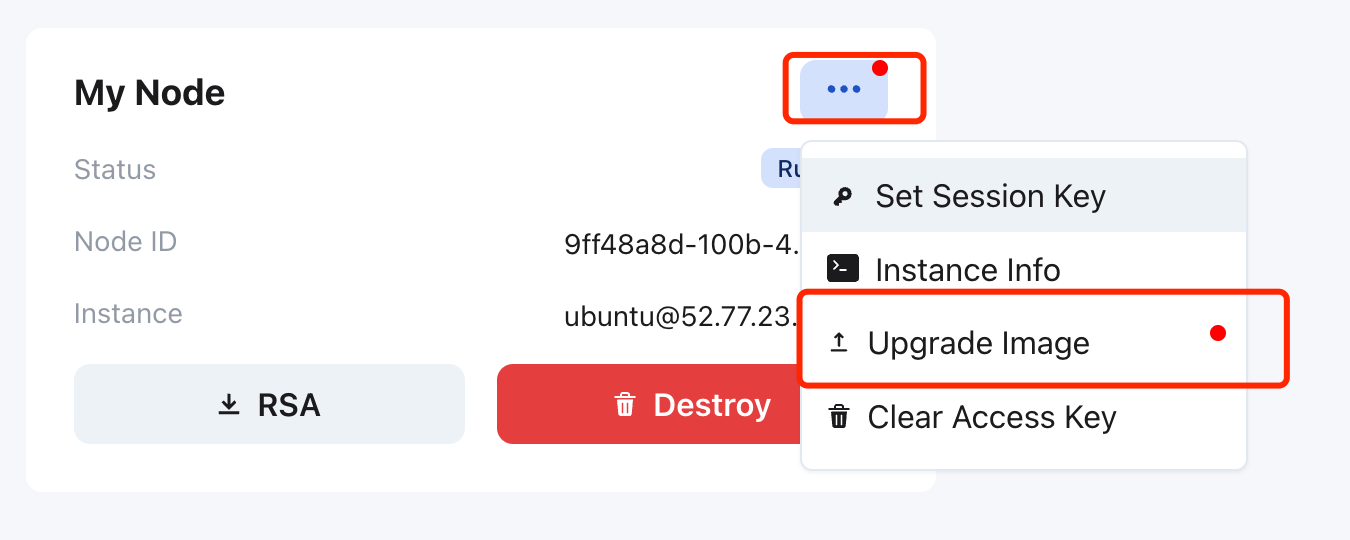 My Node
Status
Node ID
9ff48a8d-100b-4.
Instance
ubuntu@52.77.23.
RSA
Destroy
Set Session Key
Instance Info
Upgrade Image
Clear Access Key